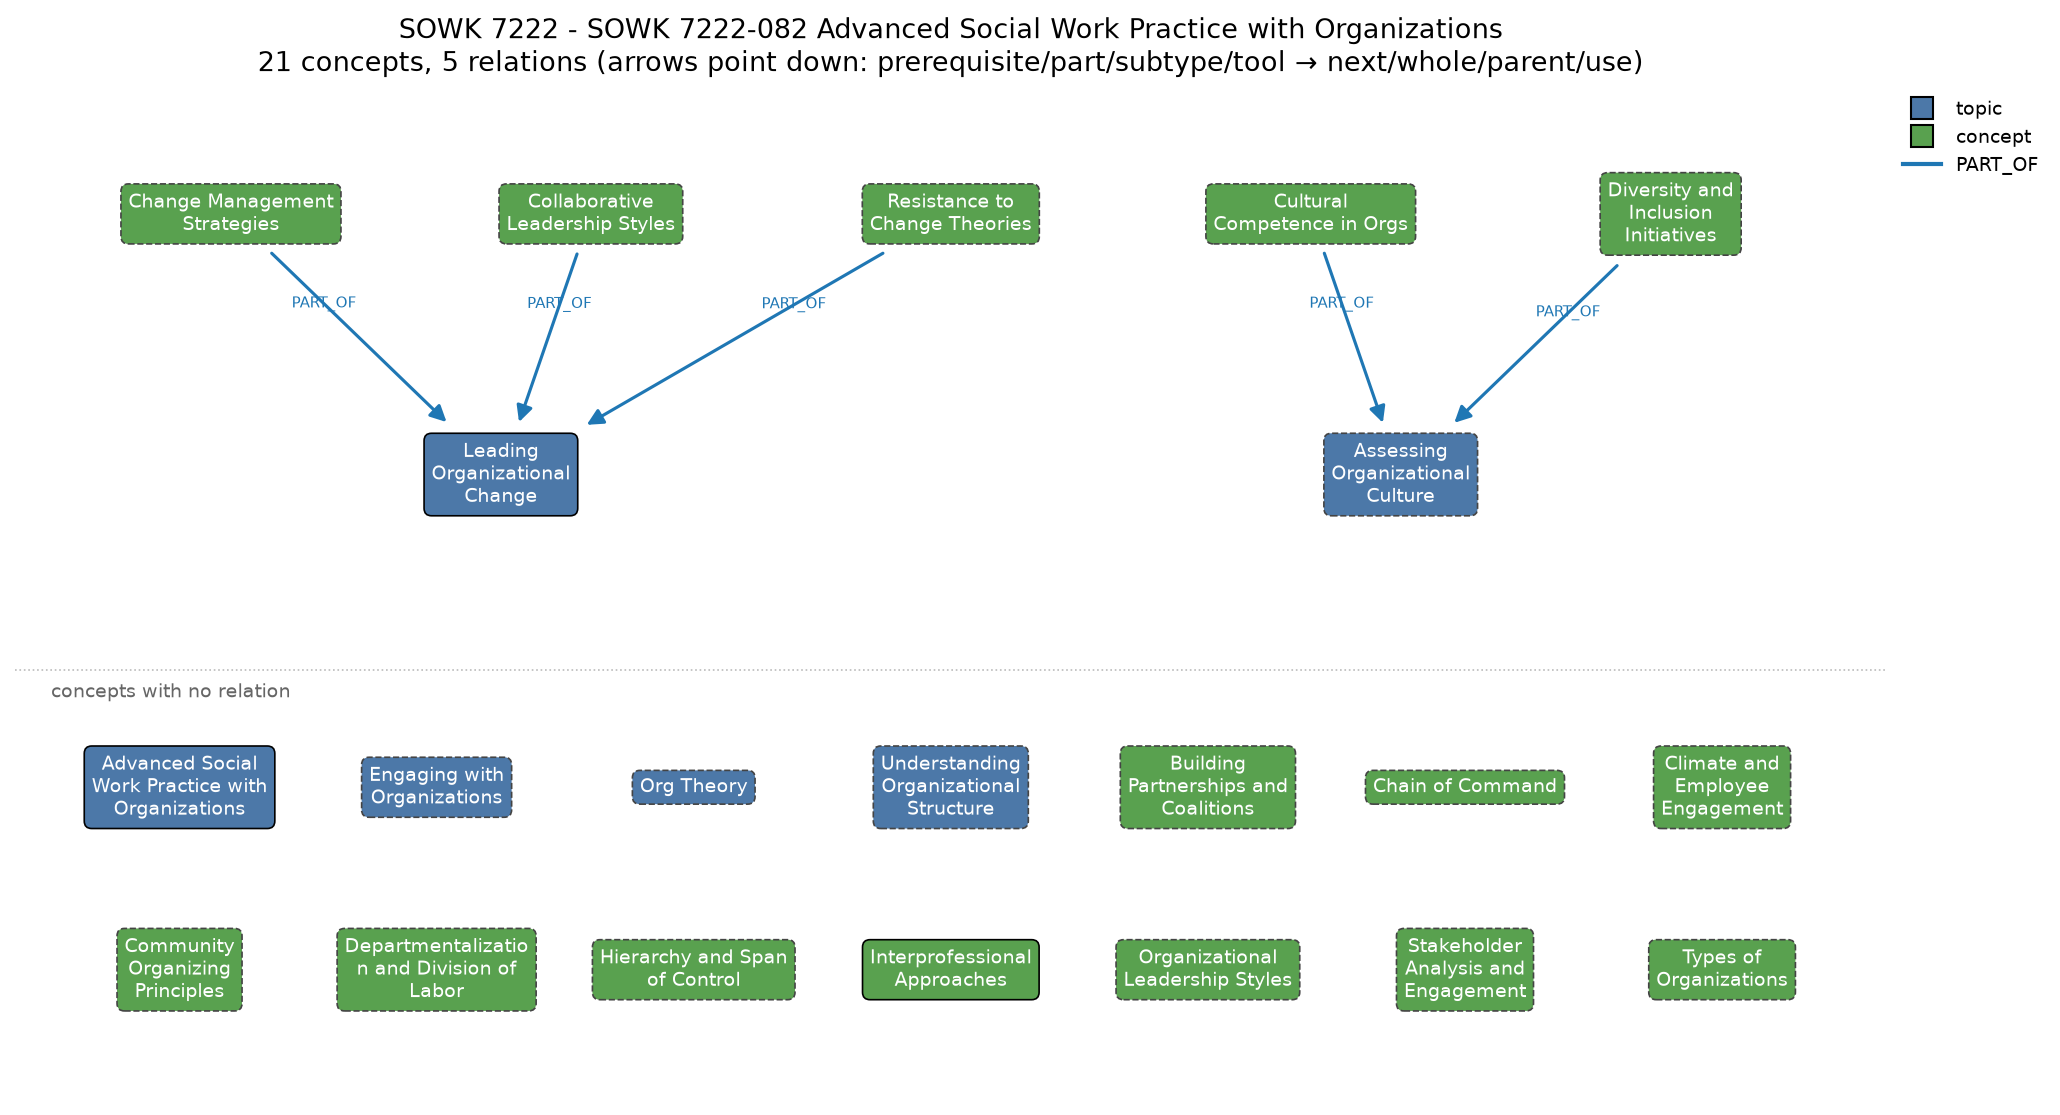 SOWK 7222 - SOWK 7222-082 Advanced Social Work Practice with Organizations
21 concepts, 5 relations (arrows point down: prerequisite/part/subtype/tool → next/whole/parent/use)
topic
concept
PART_OF
Change Management
Strategies
Collaborative
Leadership Styles
Resistance to
Change Theories
Cultural
Competence in Orgs
Diversity and
Inclusion
Initiatives
PART_OF
PART_OF
PART_OF
PART_OF
PART_OF
Leading
Organizational
Change
Assessing
Organizational
Culture
concepts with no relation
Advanced Social
Work Practice with
Organizations
Engaging with
Organizations
Org Theory
Understanding
Organizational
Structure
Building
Partnerships and
Coalitions
Chain of Command
Climate and
Employee
Engagement
Community
Organizing
Principles
Departmentalizatio
n and Division of
Labor
Hierarchy and Span
of Control
Interprofessional
Approaches
Organizational
Leadership Styles
Stakeholder
Analysis and
Engagement
Types of
Organizations